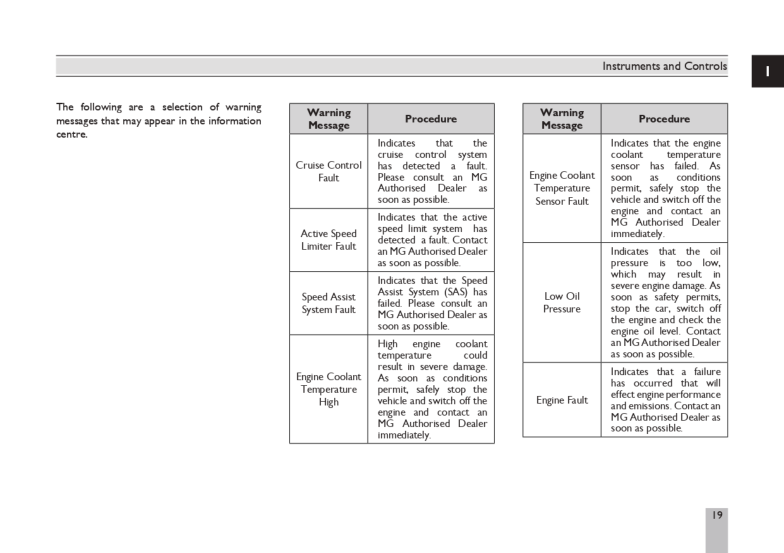 Instruments and Controls
1
The following are a selection of warning
messages that may appear in the information
centre.
Warning
Message
Procedure
Cruise Control
Fault
Indicates that the
cruise control system
has detected a fault.
Please consult an MG
Authorised Dealer as
soon as possible.
Active Speed
Limiter Fault
Indicates that the active
speed limit system has
detected a fault. Contact
an MG Authorised Dealer
as soon as possible.
Speed Assist
System Fault
Indicates that the Speed
Assist System (SAS) has
failed. Please consult an
MG Authorised Dealer as
soon as possible.
Engine Coolant
Temperature
High
High engine coolant
temperature could
result in severe damage.
As soon as conditions
permit, safely stop the
vehicle and switch off the
engine and contact an
MG Authorised Dealer
immediately.
Warning
Message
Procedure
Engine Coolant
Temperature
Sensor Fault
Indicates that the engine
coolant temperature
sensor has failed. As
soon as conditions
permit, safely stop the
vehicle and switch off the
engine and contact an
MG Authorised Dealer
immediately.
Low Oil
Pressure
Indicates that the oil
pressure is too low,
which may result in
severe engine damage. As
soon as safety permits,
stop the car, switch off
the engine and check the
engine oil level. Contact
an MG Authorised Dealer
as soon as possible.
Engine Fault
Indicates that a failure
has occurred that will
effect engine performance
and emissions. Contact an
MG Authorised Dealer as
soon as possible.
19